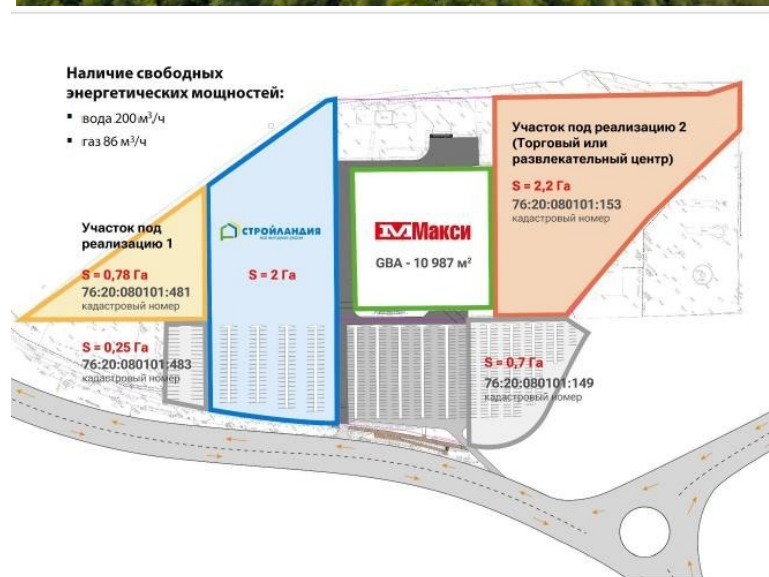 Наличие свободных
энергетических мощностей:
▪ вода 200 м³/ч
▪ газ 86 м³/ч
Участок под
реализацию 1
S = 0,78 Га
76:20:080101:481
кадастровый номер
S = 0,25 Га
76:20:080101:483
кадастровый номер
СТРОЙЛАНДИЯ
S = 2 Га
Макси
GBA - 10 987 м²
Участок под реализацию 2
(Торговый или
развлекательный центр)
S = 2,2 Га
76:20:080101:153
кадастровый номер
S = 0,7 Га
76:20:080101:149
кадастровый номер